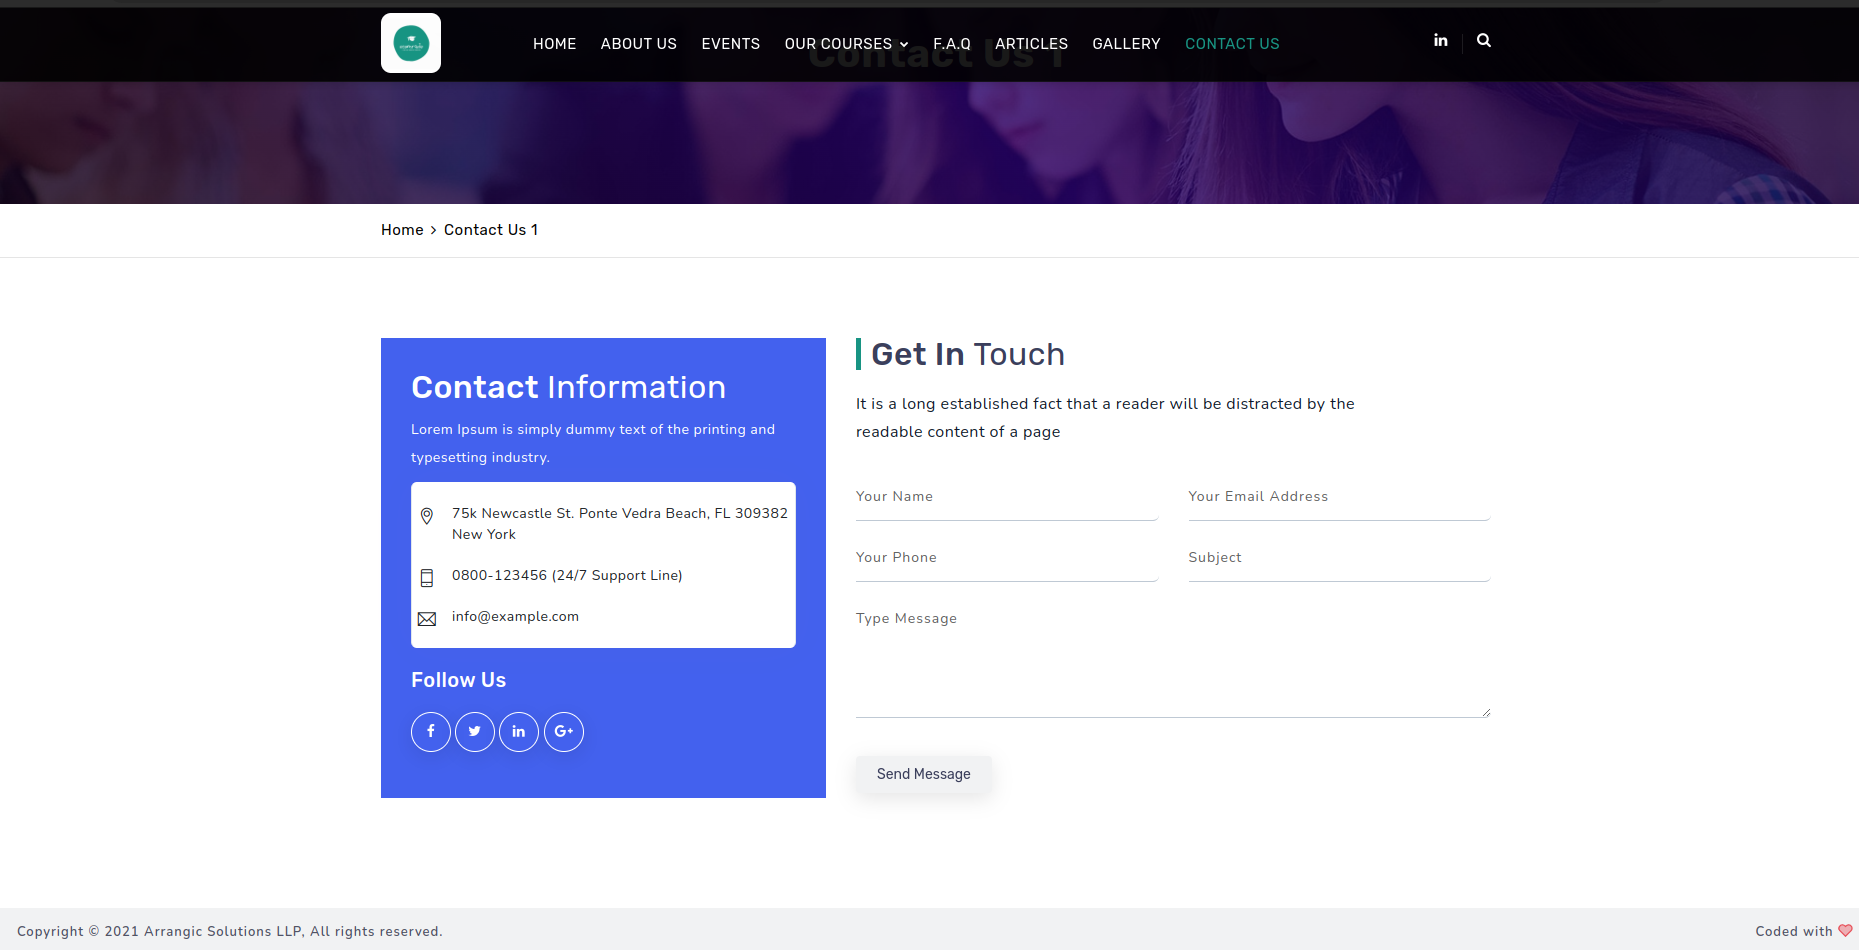 HOME ABOUT US EVENTS OUR COURSES F.A.Q ARTICLES GALLERY CONTACT US
Contact Us 1
Home > Contact Us 1
Contact Information
Lorem Ipsum is simply dummy text of the printing and
typesetting industry.
75k Newcastle St. Ponte Vedra Beach, FL 309382
New York
0800-123456 (24/7 Support Line)
info@example.com
Follow Us
Get In Touch
It is a long established fact that a reader will be distracted by the
readable content of a page
Your Name
Your Email Address
Your Phone
Subject
Type Message
Send Message
Copyright © 2021 Arrangic Solutions LLP, All rights reserved.
Coded with